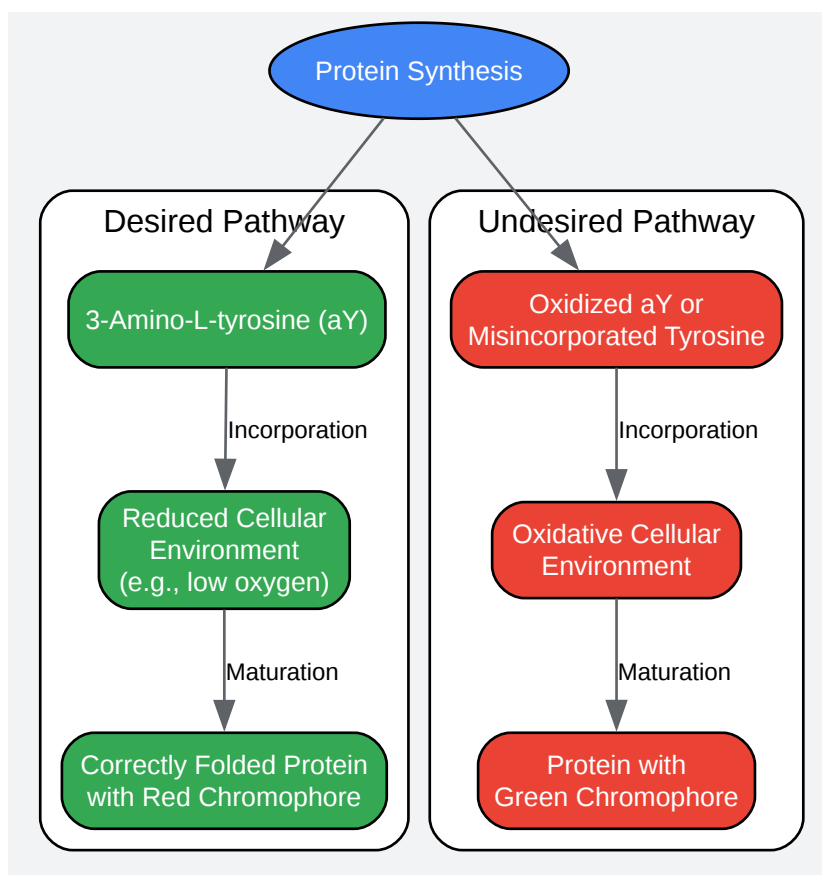 Protein Synthesis
Desired Pathway
3-Amino-L-tyrosine (aY)
Incorporation
Reduced Cellular
Environment
(e.g., low oxygen)
Maturation
Correctly Folded Protein
with Red Chromophore
Undesired Pathway
Oxidized aY or
Misincorporated Tyrosine
Incorporation
Oxidative Cellular
Environment
Maturation
Protein with
Green Chromophore